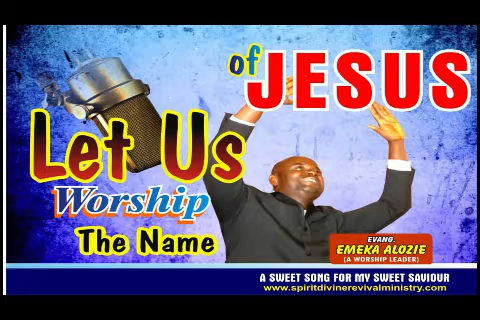 of JESUS
Let Us
Worship
The Name
EVANG.
EMEKA ALOZIE
(A WORSHIP LEADER)
A SWEET SONG FOR MY SWEET SAVIOUR
www.spiritdivinerevivalministry.com